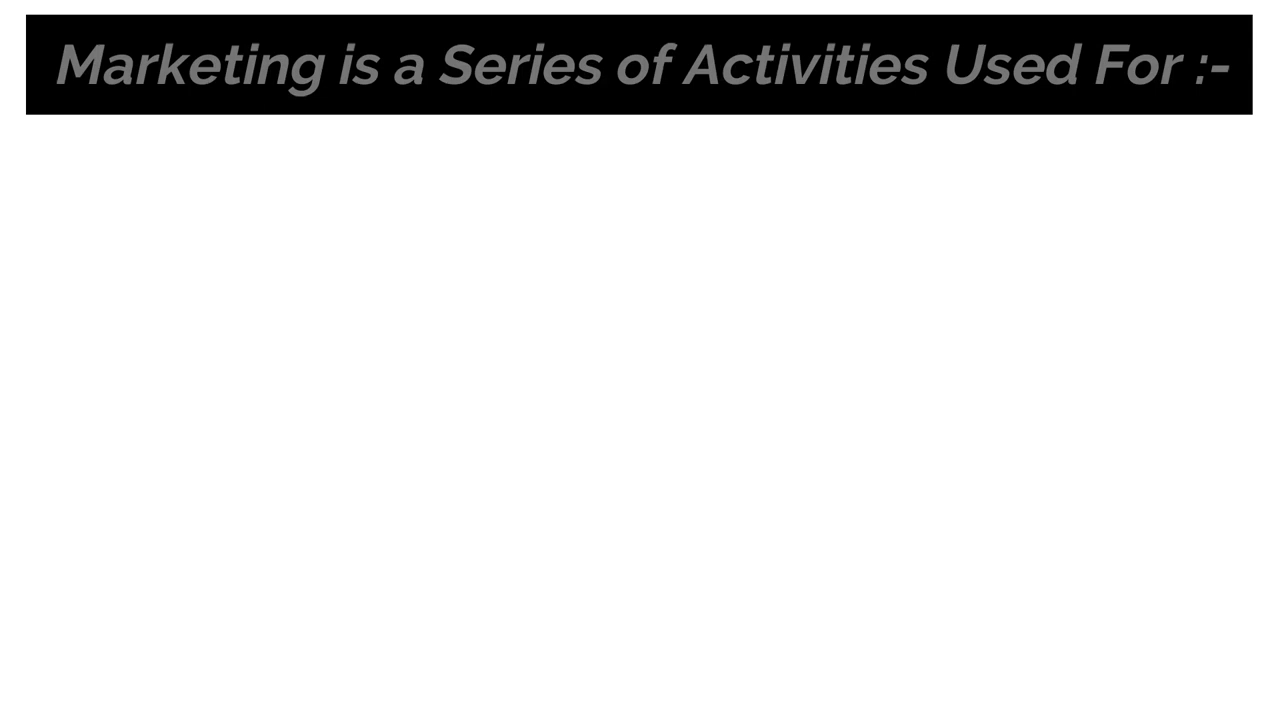 Marketing is a Series of Activities Used For :-